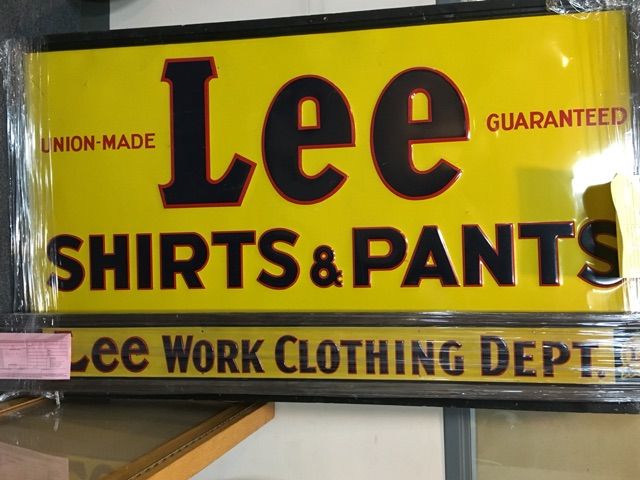 Lee
UNION-MADE GUARANTEED
SHIRTS & PANTS
Lee WORK CLOTHING DEPT.